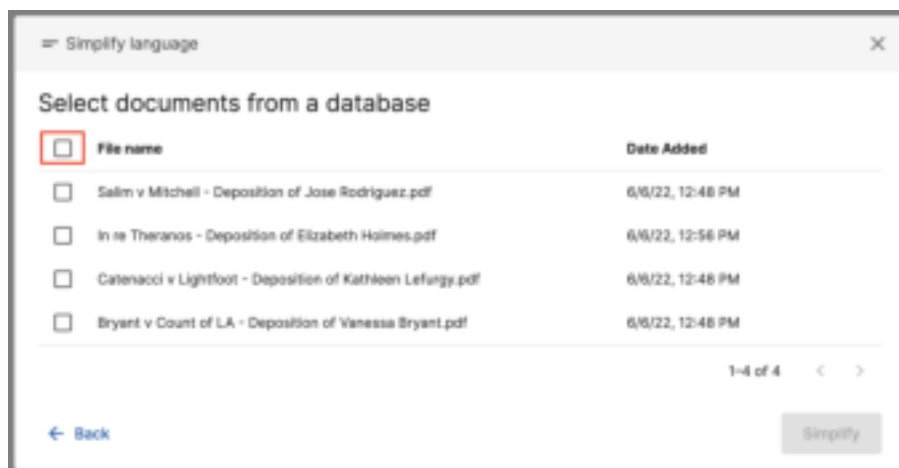 Simplify language
Select documents from a database
File name Date Added
Salim v Mitchell - Deposition of Jose Rodriguez.pdf 6/6/22, 12:48 PM
In re Theranos - Deposition of Elizabeth Holmes.pdf 6/6/22, 12:56 PM
Catenacci v Lightfoot - Deposition of Kathleen Lefurgy.pdf 6/6/22, 12:48 PM
Bryant v Count of LA - Deposition of Vanessa Bryant.pdf 6/6/22, 12:48 PM
1-4 of 4
Back
Simplify